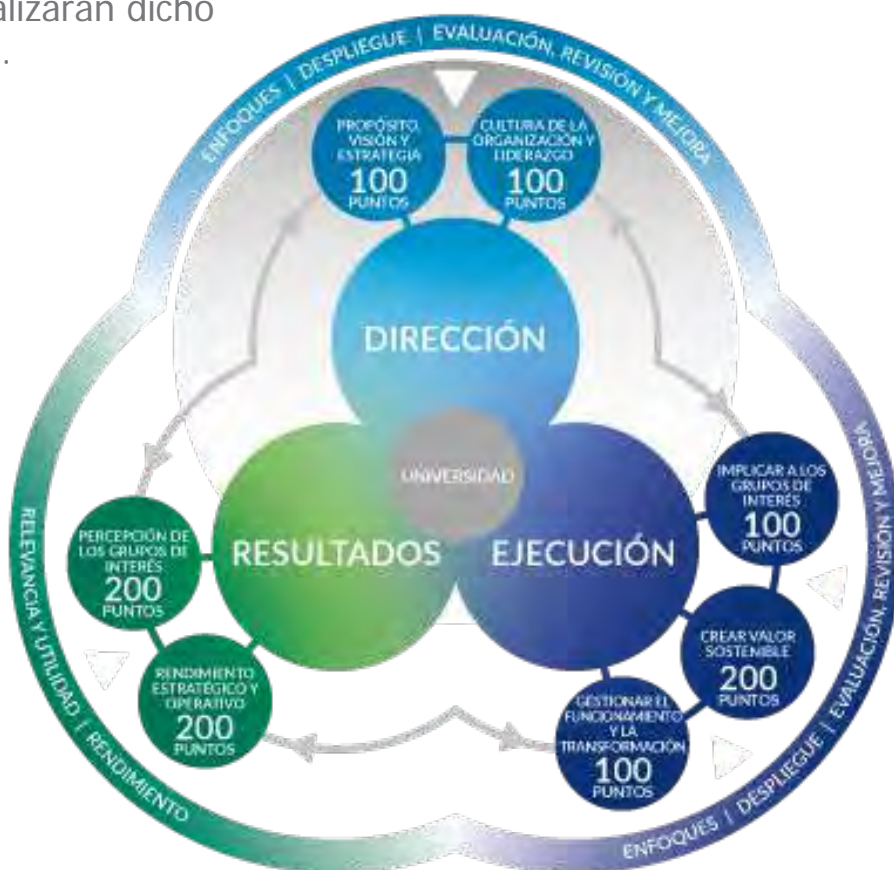 alizarán dicho
.
ENFOQUES | DESPLIEGUE | EVALUACIÓN, REVISIÓN Y MEJORA
PROPÓSITO,
VISIÓN Y
ESTRATEGIA
100
PUNTOS
CULTURA DE LA
ORGANIZACIÓN Y
LIDERAZGO
100
PUNTOS
DIRECCIÓN
UNIVERSIDAD
RESULTADOS
EJECUCIÓN
IMPLICAR A LOS
GRUPOS DE
INTERÉS
100
PUNTOS
CREAR VALOR
SOSTENIBLE
200
PUNTOS
GESTIONAR EL
FUNCIONAMIENTO
Y LA
TRANSFORMACIÓN
100
PUNTOS
PERCEPCIÓN DE
LOS GRUPOS DE
INTERÉS
200
PUNTOS
RENDIMIENTO
ESTRATÉGICO Y
OPERATIVO
200
PUNTOS
RELEVANCIA Y UTILIDAD | RENDIMIENTO
ENFOQUES | DESPLIEGUE | EVALUACIÓN, REVISIÓN Y MEJORA